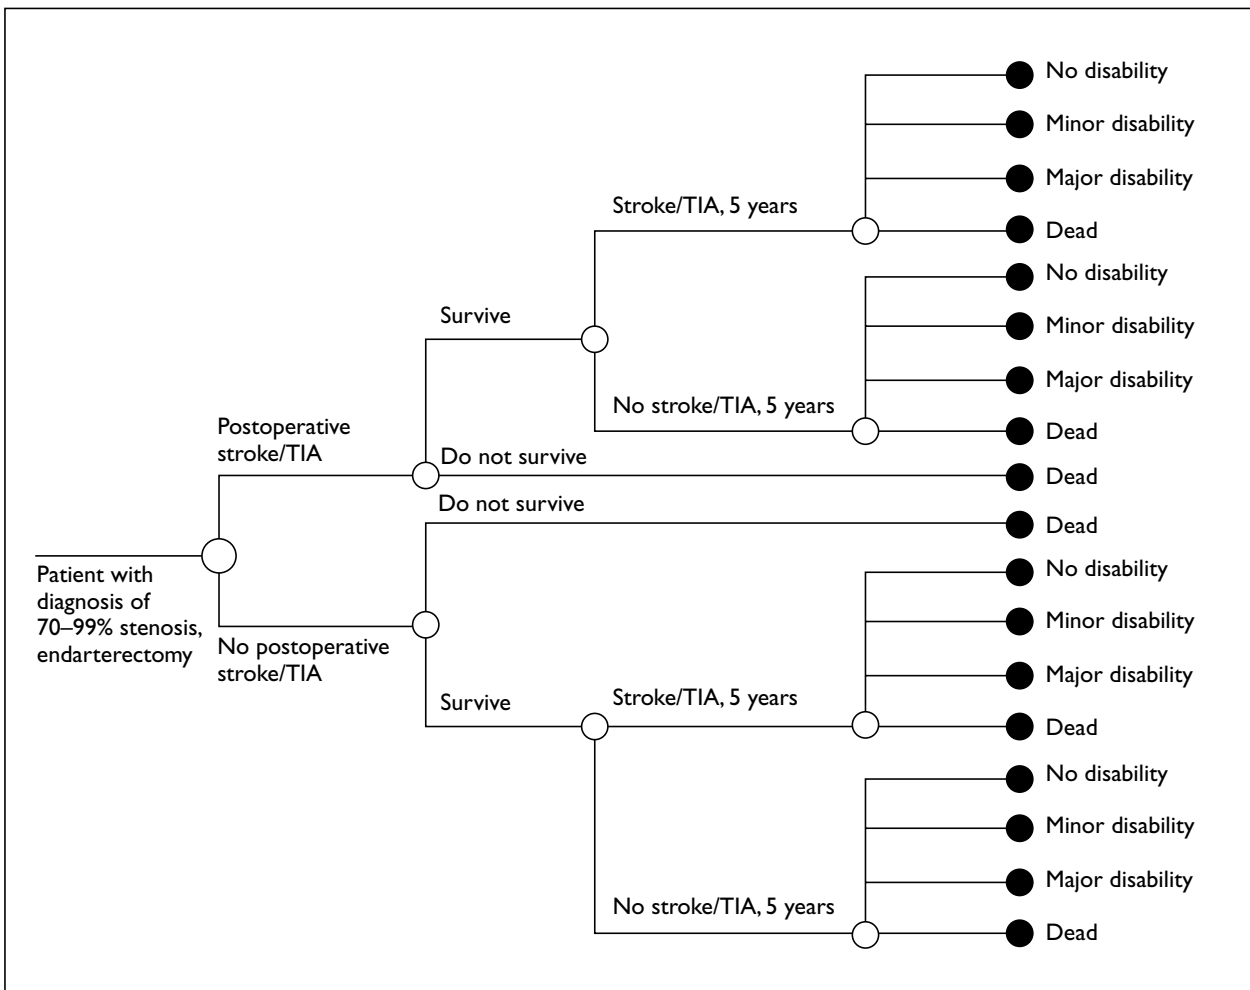 No disability
Minor disability
Major disability
Stroke/TIA, 5 years
Dead
No disability
Survive
Minor disability
Major disability
No stroke/TIA, 5 years
Dead
Postoperative
stroke/TIA
Do not survive
Dead
Do not survive
Dead
Patient with
diagnosis of
70–99% stenosis,
endarterectomy
No postoperative
stroke/TIA
No disability
Minor disability
Major disability
Survive
Stroke/TIA, 5 years
Dead
No disability
Minor disability
Major disability
No stroke/TIA, 5 years
Dead